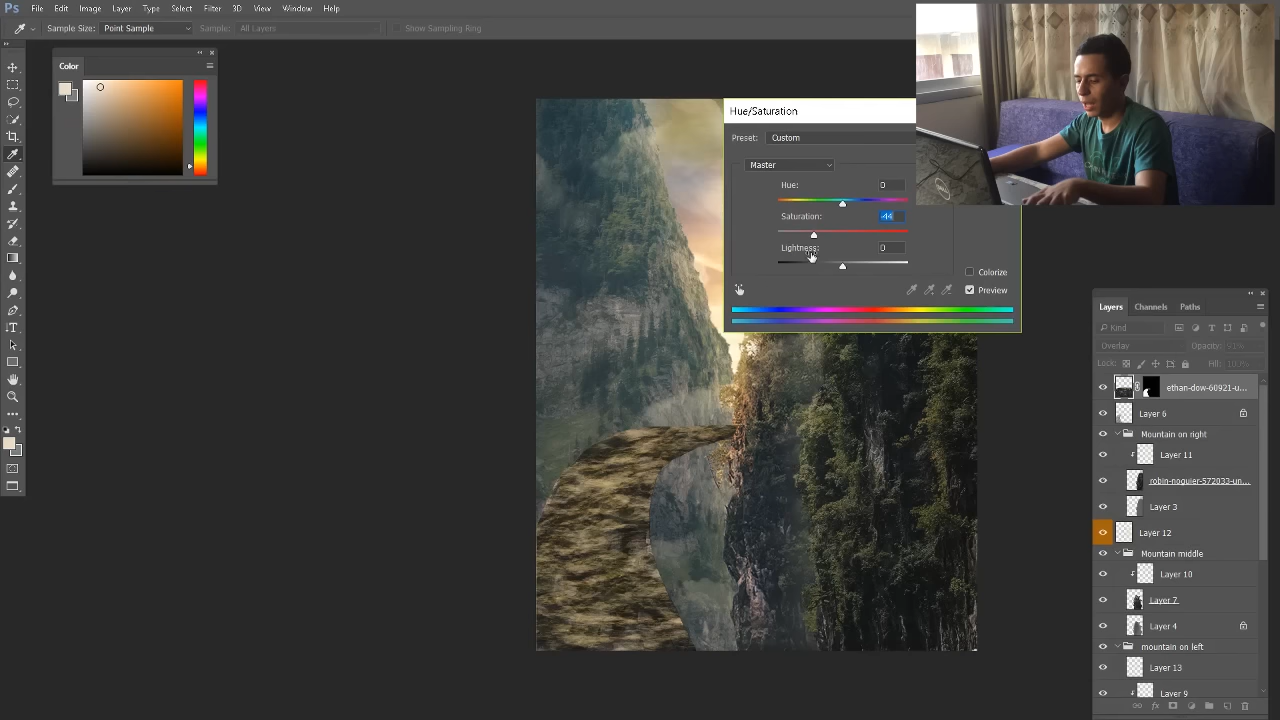 Ps File Edit Image Layer Type Select Filter 3D View Window Help
Sample Size: Point Sample Sample: All Layers Show Sampling Ring
Color
Hue/Saturation
Preset: Custom
Master
Hue: 0
Saturation: -44
Lightness: 0
Colorize
Preview
Layers Channels Paths
Kind
Overlay Opacity: 91%
Lock: Fill: 100%
ethan-dow-60921-u...
Layer 6
Mountain on right
Layer 11
robin-noguier-572033-un...
Layer 3
Layer 12
Mountain middle
Layer 10
Layer 7
Layer 4
mountain on left
Layer 13
Layer 9
DELL